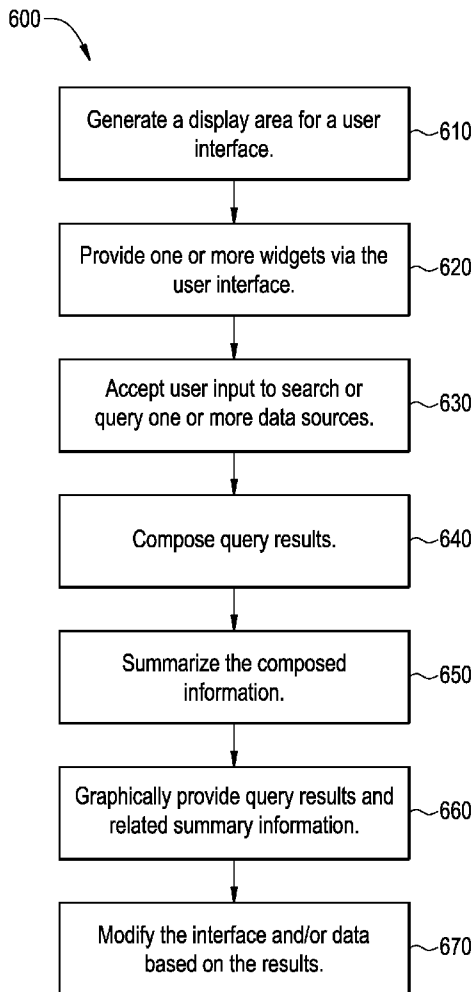 600
Generate a display area for a user
interface.
610
Provide one or more widgets via the
user interface.
620
Accept user input to search or
query one or more data sources.
630
Compose query results.
640
Summarize the composed
information.
650
Graphically provide query results and
related summary information.
660
Modify the interface and/or data
based on the results.
670